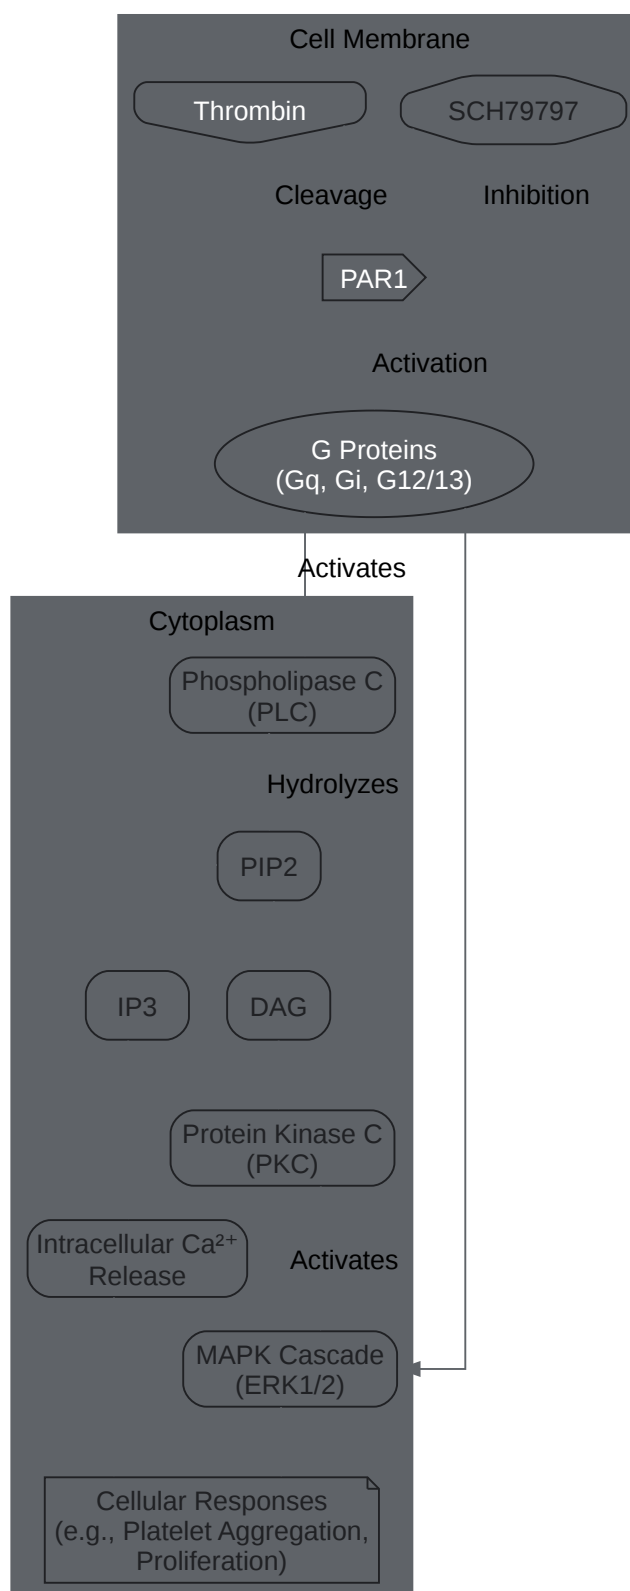 Cell Membrane
Thrombin
SCH79797
Cleavage
Inhibition
PAR1
Activation
G Proteins
(Gq, Gi, G12/13)
Activates
Cytoplasm
Phospholipase C
(PLC)
Hydrolyzes
PIP2
IP3
DAG
Protein Kinase C
(PKC)
Intracellular Ca²⁺
Release
Activates
MAPK Cascade
(ERK1/2)
Cellular Responses
(e.g., Platelet Aggregation,
Proliferation)